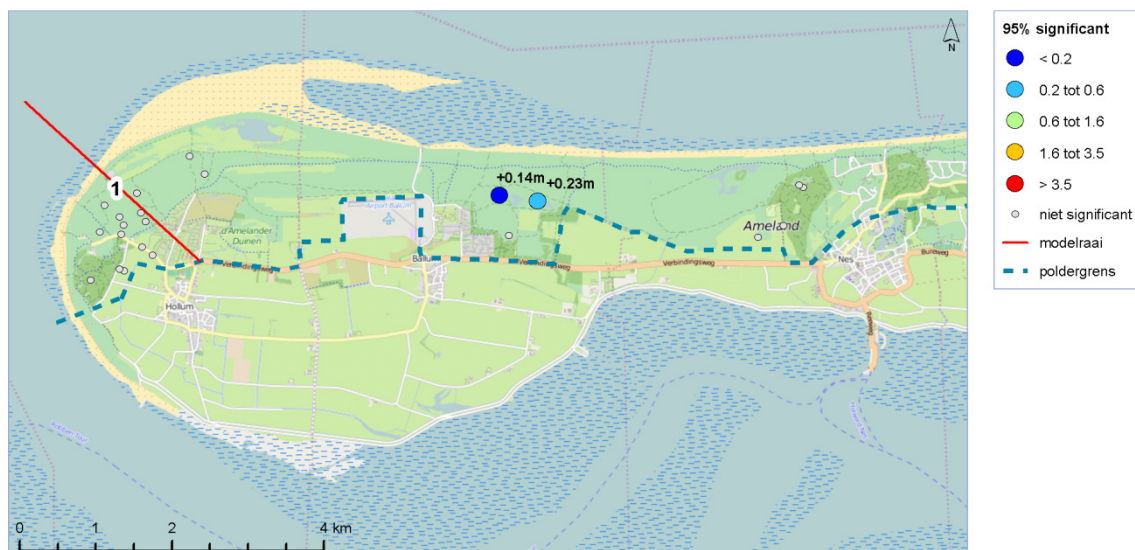 N
95% significant
< 0.2
0.2 tot 0.6
0.6 tot 1.6
1.6 tot 3.5
> 3.5
niet significant
modelraai
poldergrens
+0.14m
+0.23m
1
d'Amelander
Duinen
Airport Ballum
Ameland
Ballum
Verbindingsweg
Verbindingsweg
Verbindingsweg
Nes
Bureweg
Hollum
0 1 2 4 km